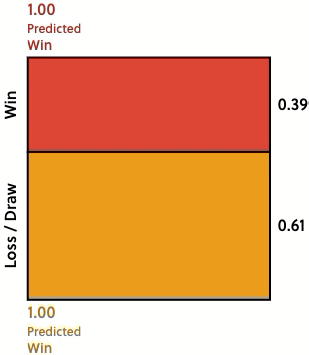 1.00
Predicted
Win
Win
0.39
Loss / Draw
0.61
1.00
Predicted
Win